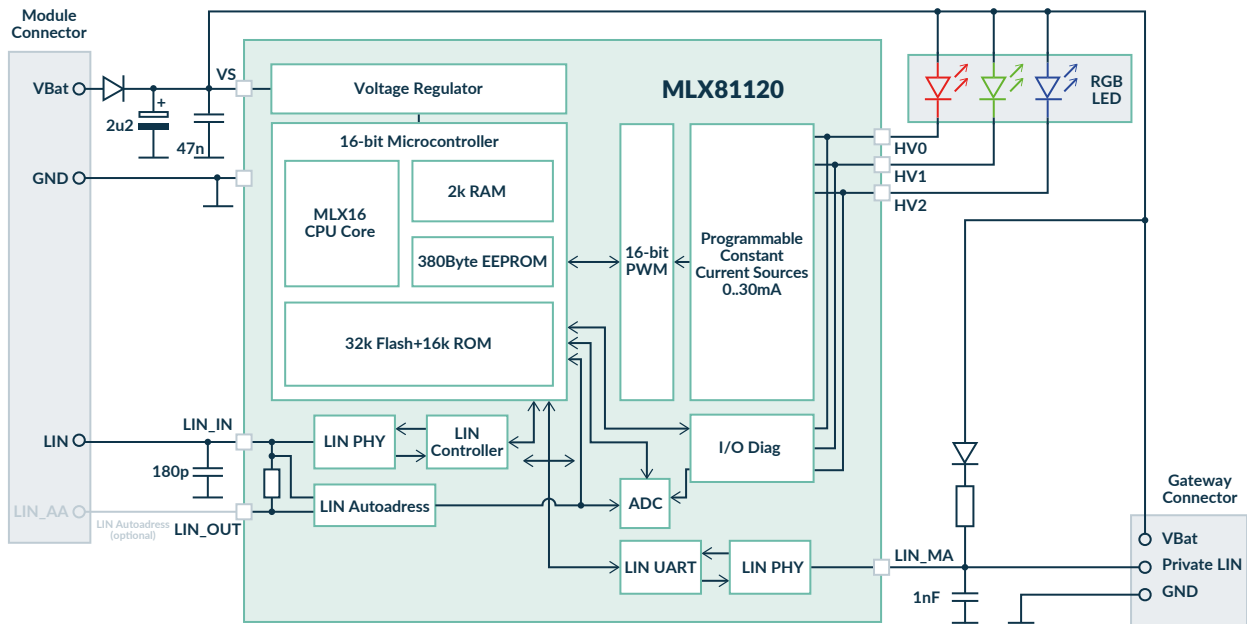 Module
Connector
VBat
+
2u2
47n
VS
GND
LIN
LIN_IN
180p
LIN_AA
LIN Autoadress
(optional)
LIN_OUT
MLX81120
Voltage Regulator
16-bit Microcontroller
MLX16
CPU Core
2k RAM
380Byte EEPROM
32k Flash+16k ROM
16-bit
PWM
Programmable
Constant
Current Sources
0..30mA
LIN PHY
LIN
Controller
LIN Autoadress
I/O Diag
ADC
LIN UART
LIN PHY
RGB
LED
HV0
HV1
HV2
LIN_MA
1nF
Gateway
Connector
VBat
Private LIN
GND